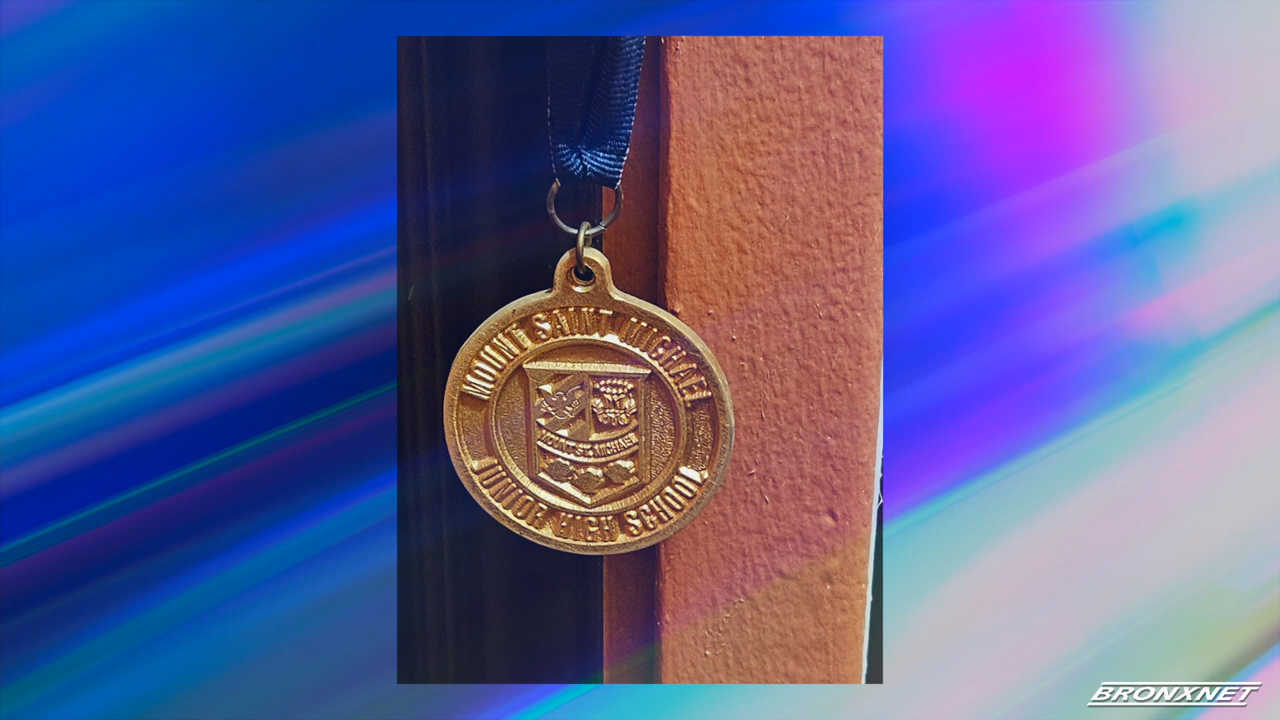 MOUNT SAINT MICHAEL
MOUNT ST. MICHAEL
JUNIOR HIGH SCHOOL
BRONXNET